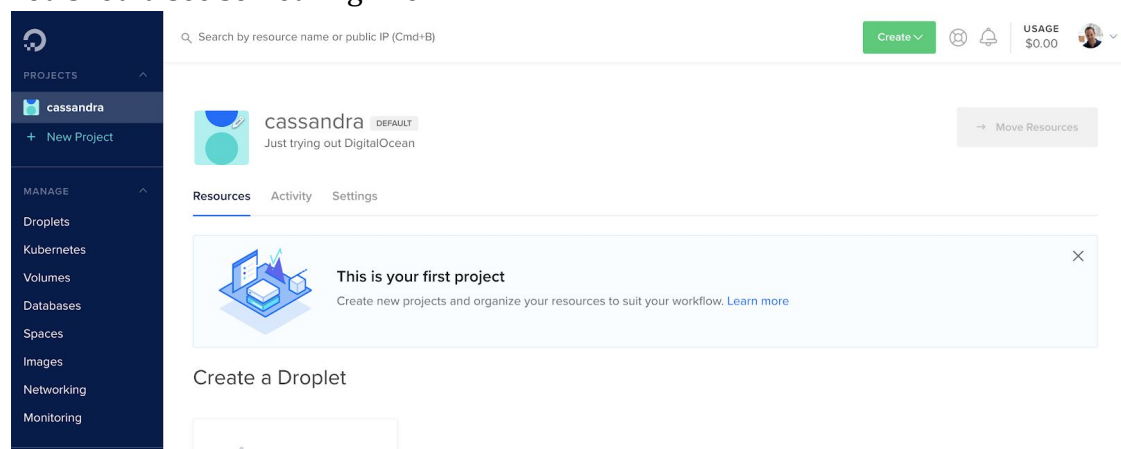 Search by resource name or public IP (Cmd+B)
Create
USAGE
$0.00
PROJECTS
cassandra
+ New Project
MANAGE
Droplets
Kubernetes
Volumes
Databases
Spaces
Images
Networking
Monitoring
cassandra DEFAULT
Just trying out DigitalOcean
→ Move Resources
Resources Activity Settings
This is your first project
Create new projects and organize your resources to suit your workflow. Learn more
Create a Droplet